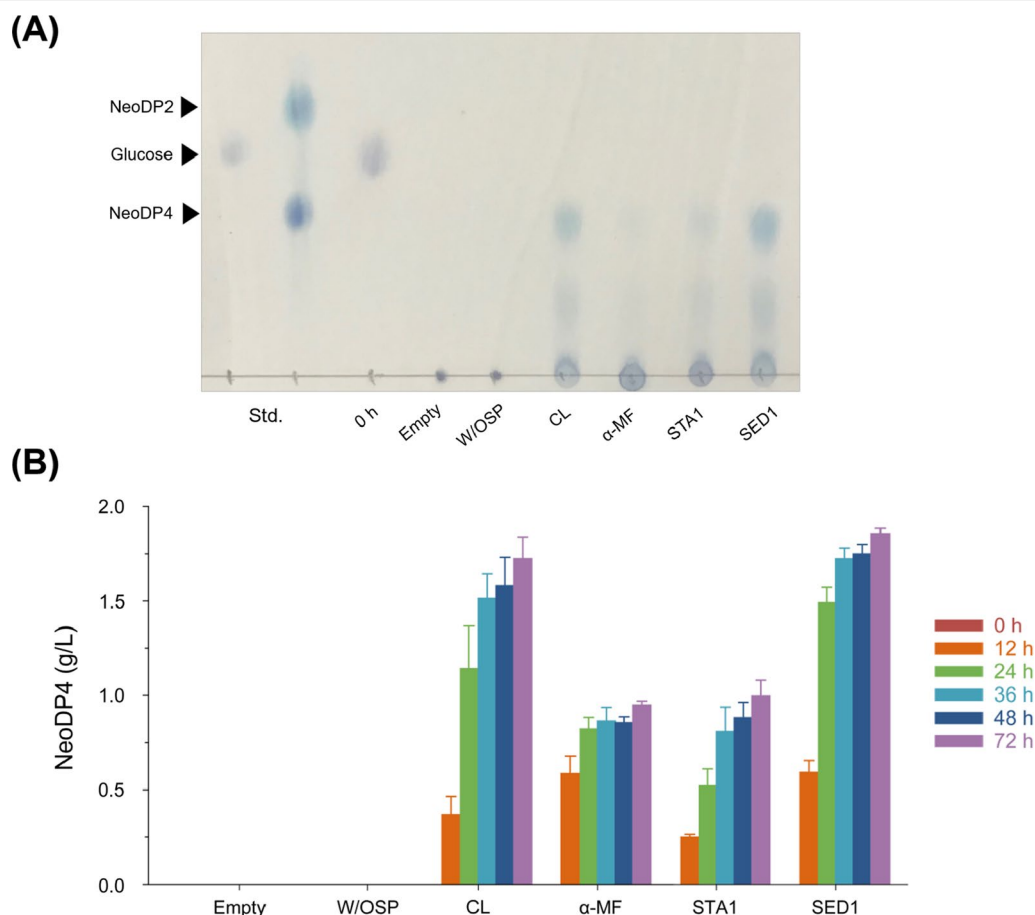 (A)
NeoDP2
Glucose
NeoDP4
Std.
0 h
Empty
W/OSP
CL
α-MF
STA1
SED1
(B)
2.0
1.5
1.0
0.5
0.0
NeoDP4 (g/L)
0 h
12 h
24 h
36 h
48 h
72 h
Empty
W/OSP
CL
α-MF
STA1
SED1